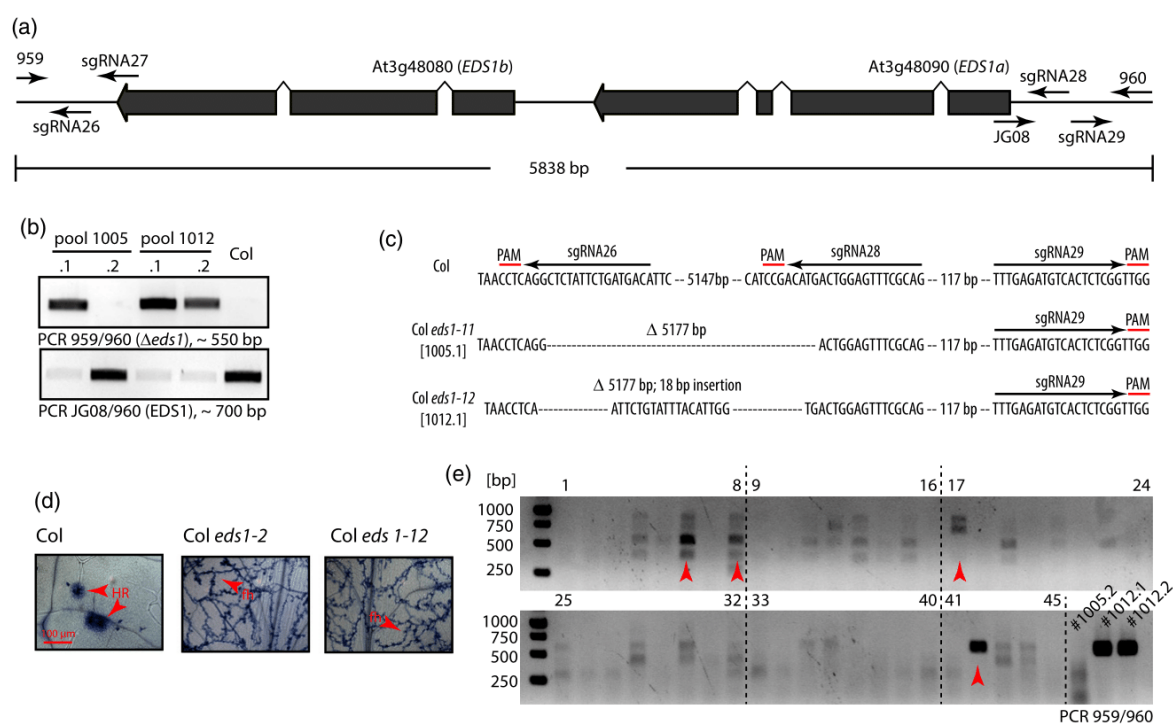 (a)
959
sgRNA27
At3g48080 (EDS1b)
At3g48090 (EDS1a)
sgRNA28
960
sgRNA26
JG08
sgRNA29
5838 bp
(b)
pool 1005
pool 1012
Col
.1
.2
.1
.2
PCR 959/960 (Δeds1), ~ 550 bp
PCR JG08/960 (EDS1), ~ 700 bp
(c)
Col
PAM
sgRNA26
PAM
sgRNA28
sgRNA29
PAM
TAACCTCAGGCTCTATTCTGATGACATTC -- 5147bp -- CATCCGACATGACTGGAGTTTCGCAG -- 117 bp -- TTTGAGATGTCACTCTCGGTTGG
Col eds1-11
[1005.1]
Δ 5177 bp
sgRNA29
PAM
TAACCTCAGG------------------------------------------------ACTGGAGTTTCGCAG -- 117 bp -- TTTGAGATGTCACTCTCGGTTGG
Col eds1-12
[1012.1]
Δ 5177 bp; 18 bp insertion
sgRNA29
PAM
TAACCTCA-------------ATTCTGTATTTACATTGG -------------TGACTGGAGTTTCGCAG -- 117 bp -- TTTGAGATGTCACTCTCGGTTGG
(d)
Col
Col eds1-2
Col eds 1-12
HR
100 µm
fh
fh
(e)
[bp]
1
8
9
16
17
24
1000
750
500
250
25
32
33
40
41
45
#1005.2
#1012.1
#1012.2
1000
750
500
250
PCR 959/960